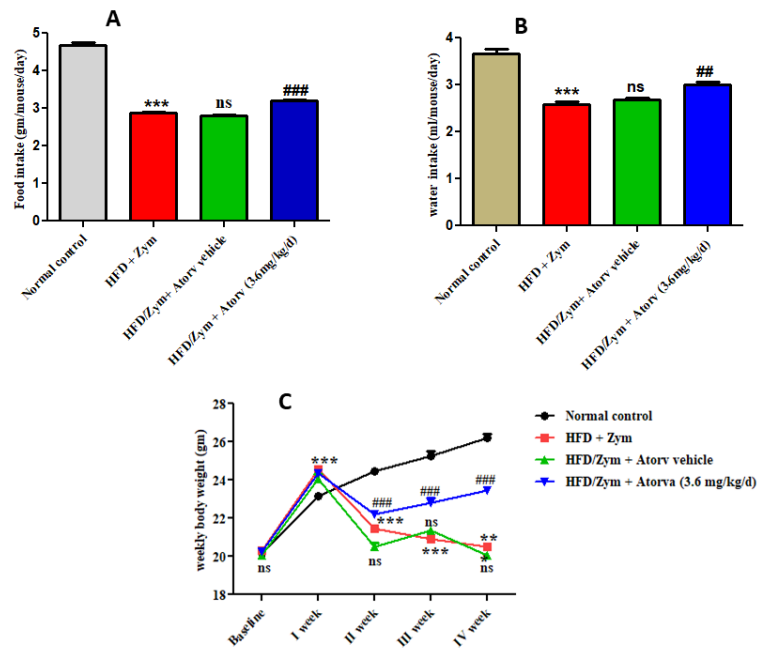 A
Food intake (gm/mouse/day)
5
4
3
2
1
0
***
ns
###
Normal control
HFD + Zym
HFD/Zym+ Atorv vehicle
HFD/Zym + Atorv (3.6mg/kg/d)
B
water intake (ml/mouse/day)
4
3
2
1
0
***
ns
##
Normal control
HFD + Zym
HFD/Zym+ Atorv vehicle
HFD/Zym + Atorv (3.6mg/kg/d)
C
weekly body weight (gm)
28
26
24
22
20
18
***
###
###
###
***
ns
**
***
*
ns
ns
ns
Baseline
I week
II week
III week
IV week
Normal control
HFD + Zym
HFD/Zym + Atorv vehicle
HFD/Zym + Atorva (3.6 mg/kg/d)